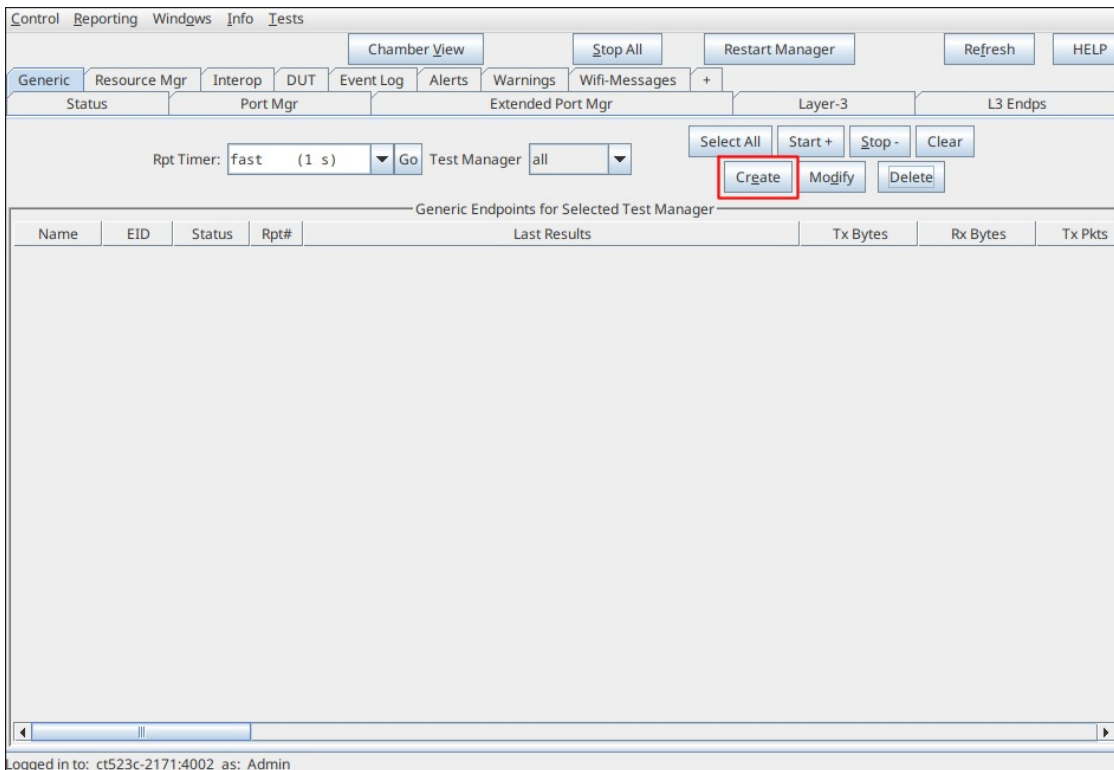 Control Reporting Windows Info Tests
Chamber View Stop All Restart Manager Refresh HELP
Generic Resource Mgr Interop DUT Event Log Alerts Warnings Wifi-Messages +
Status Port Mgr Extended Port Mgr Layer-3 L3 Endps
Select All Start + Stop - Clear
Rpt Timer: fast (1 s) Go Test Manager all
Create Modify Delete
Generic Endpoints for Selected Test Manager
Name EID Status Rpt# Last Results Tx Bytes Rx Bytes Tx Pkts
Logged in to: ct523c-2171:4002 as: Admin